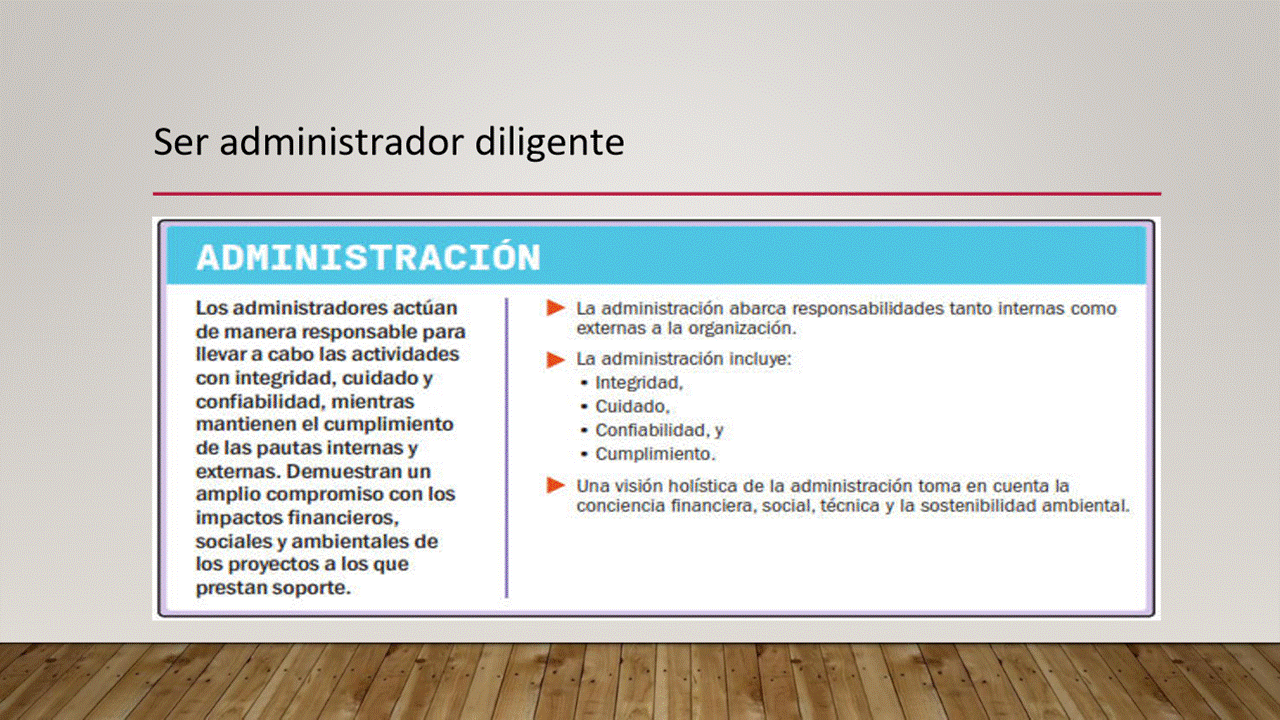 Ser administrador diligente
ADMINISTRACIÓN
Los administradores actúan
de manera responsable para
llevar a cabo las actividades
con integridad, cuidado y
confiabilidad, mientras
mantienen el cumplimiento
de las pautas internas y
externas. Demuestran un
amplio compromiso con los
impactos financieros,
sociales y ambientales de
los proyectos a los que
prestan soporte.
La administración abarca responsabilidades tanto internas como
externas a la organización.
La administración incluye:
• Integridad,
• Cuidado,
• Confiabilidad, y
• Cumplimiento.
Una visión holística de la administración toma en cuenta la
conciencia financiera, social, técnica y la sostenibilidad ambiental.